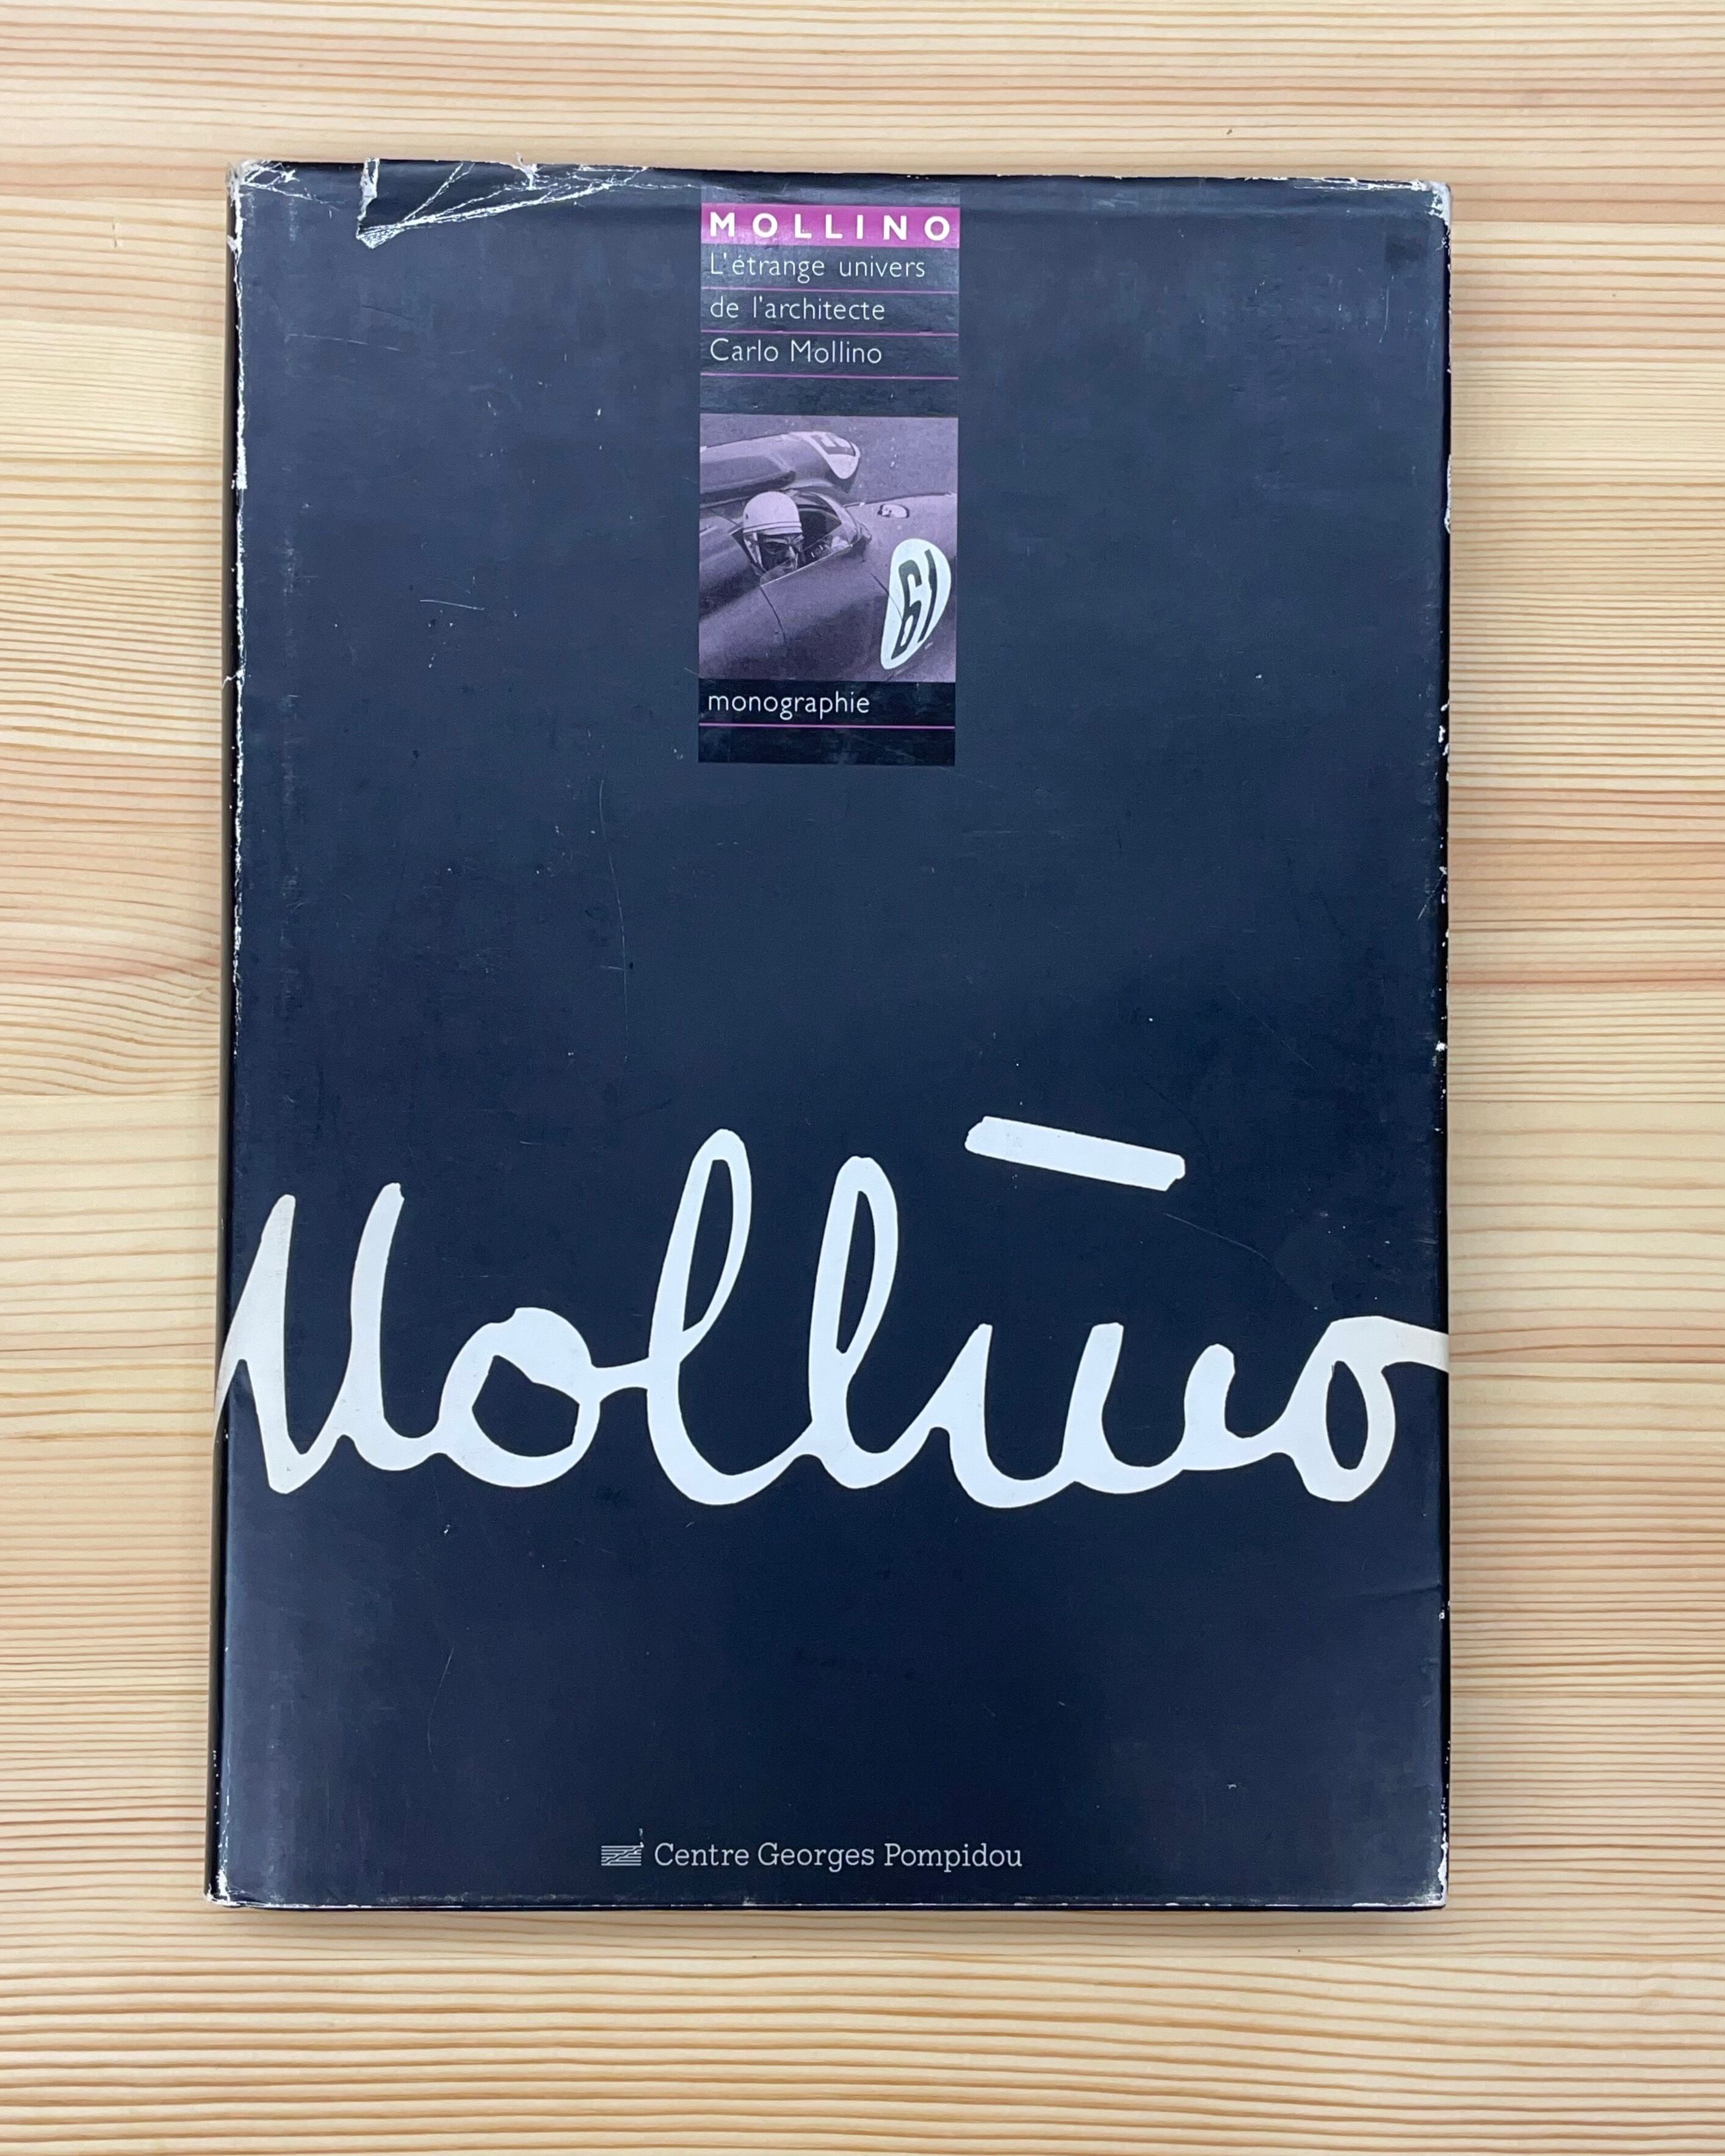 MOLLINO
L'étrange univers
de l'architecte
Carlo Mollino
61
monographie
Mollino
Centre Georges Pompidou